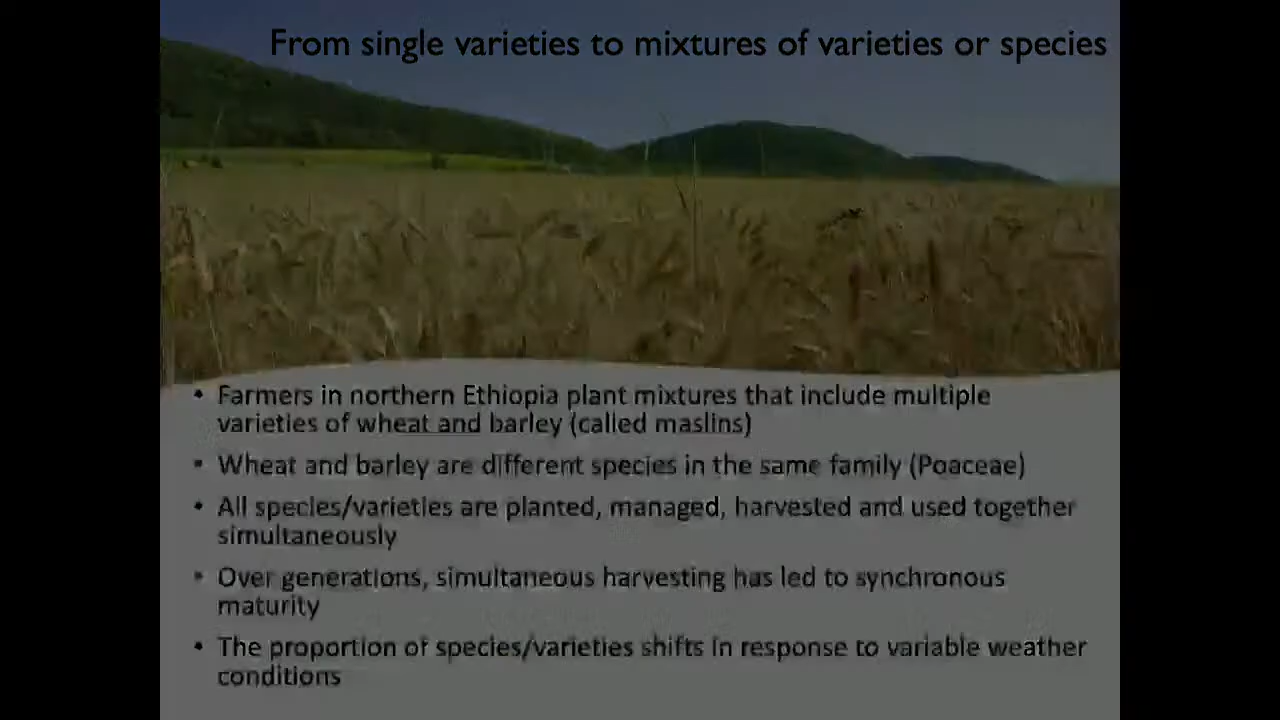 From single varieties to mixtures of varieties or species
• Farmers in northern Ethiopia plant mixtures that include multiple
varieties of wheat and barley (called maslins)
• Wheat and barley are different species in the same family (Poaceae)
• All species/varieties are planted, managed, harvested and used together
simultaneously
• Over generations, simultaneous harvesting has led to synchronous
maturity
• The proportion of species/varieties shifts in response to variable weather
conditions